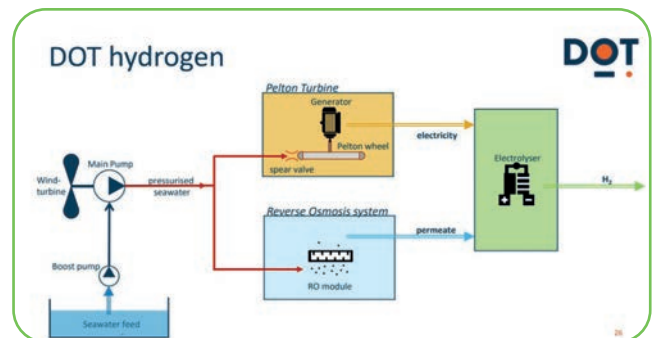 DOT hydrogen
DOT
Pelton Turbine
Generator
Pelton wheel
spear valve
electricity
Main Pump
Wind-
turbine
pressurised
seawater
Electrolyser
H₂
Reverse Osmosis system
permeate
RO module
Boost pump
Seawater feed
26